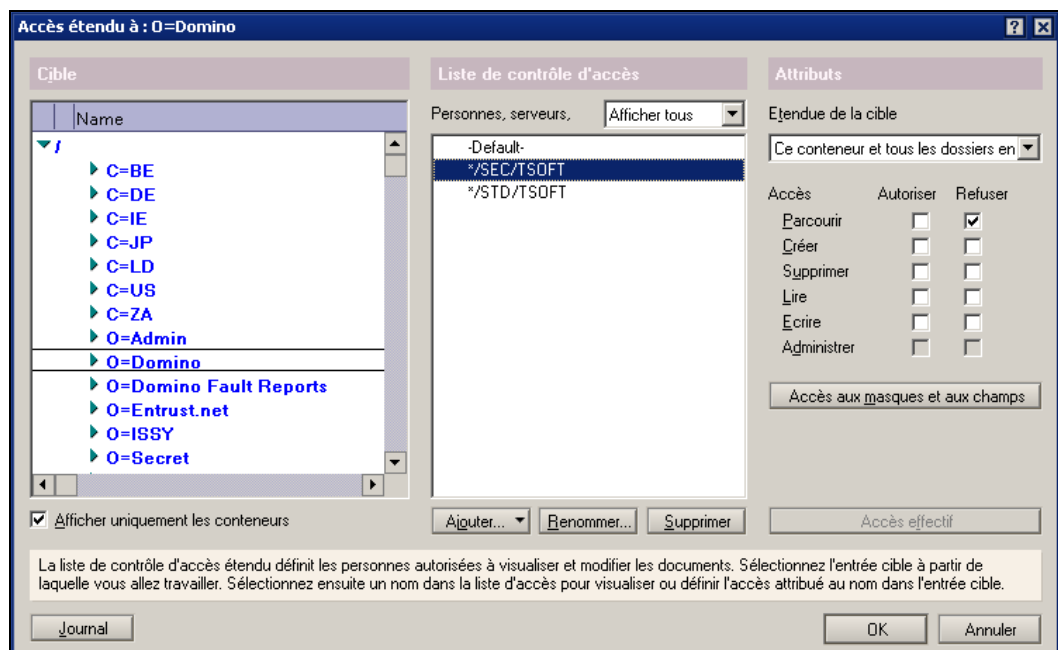 Accès étendu à : O=Domino
Cible
Name
/
C=BE
C=DE
C=IE
C=JP
C=LD
C=US
C=ZA
O=Admin
O=Domino
O=Domino Fault Reports
O=Entrust.net
O=ISSY
O=Secret
Afficher uniquement les conteneurs
Liste de contrôle d'accès
Personnes, serveurs, Afficher tous
-Default-
*/SEC/TSOFT
*/STD/TSOFT
Ajouter... Renommer... Supprimer
Attributs
Etendue de la cible
Ce conteneur et tous les dossiers en
Accès Autoriser Refuser
Parcourir
Créer
Supprimer
Lire
Ecrire
Administrer
Accès aux masques et aux champs
Accès effectif
La liste de contrôle d'accès étendu définit les personnes autorisées à visualiser et modifier les documents. Sélectionnez l'entrée cible à partir de
laquelle vous allez travailler. Sélectionnez ensuite un nom dans la liste d'accès pour visualiser ou définir l'accès attribué au nom dans l'entrée cible.
Journal OK Annuler